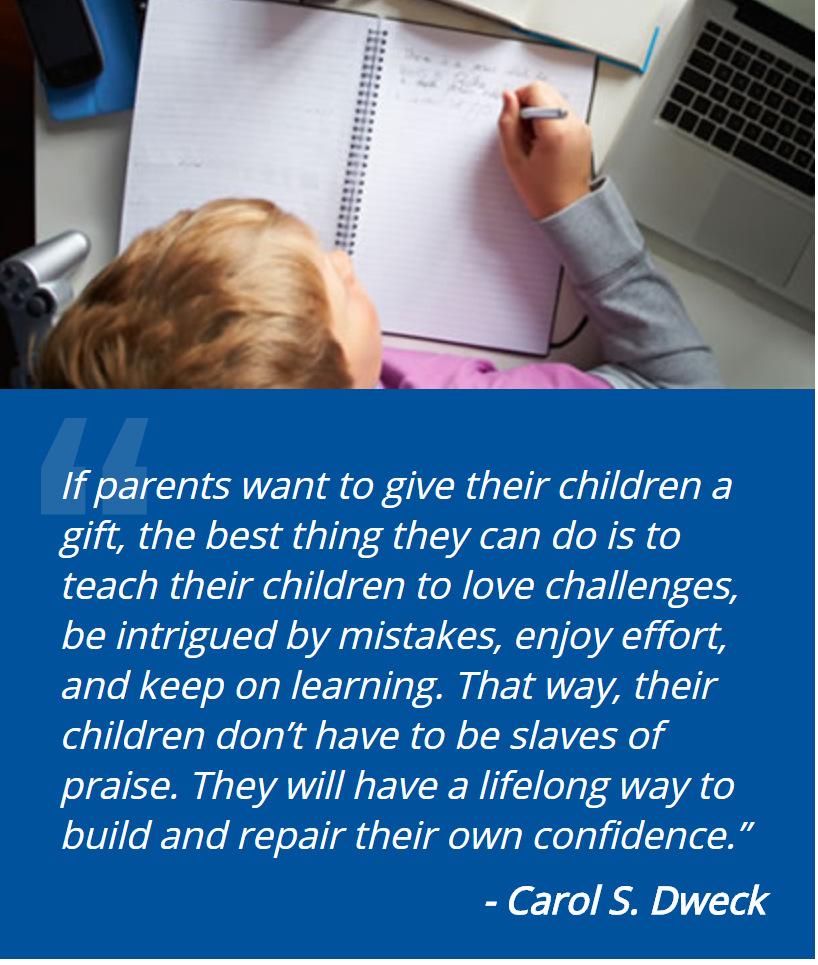 “
If parents want to give their children a
gift, the best thing they can do is to
teach their children to love challenges,
be intrigued by mistakes, enjoy effort,
and keep on learning. That way, their
children don’t have to be slaves of
praise. They will have a lifelong way to
build and repair their own confidence.”
- Carol S. Dweck